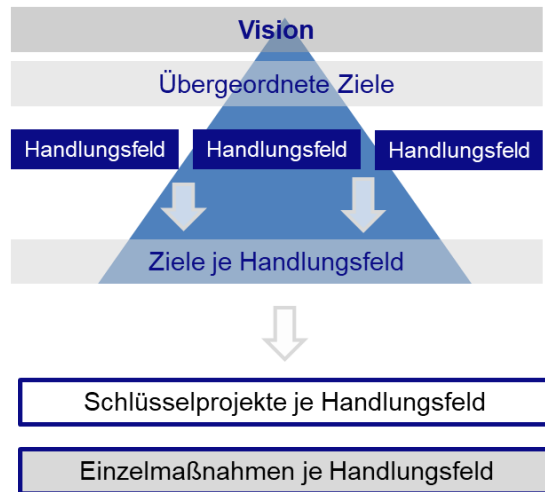 Vision
Übergeordnete Ziele
Handlungsfeld Handlungsfeld Handlungsfeld
Ziele je Handlungsfeld
Schlüsselprojekte je Handlungsfeld
Einzelmaßnahmen je Handlungsfeld